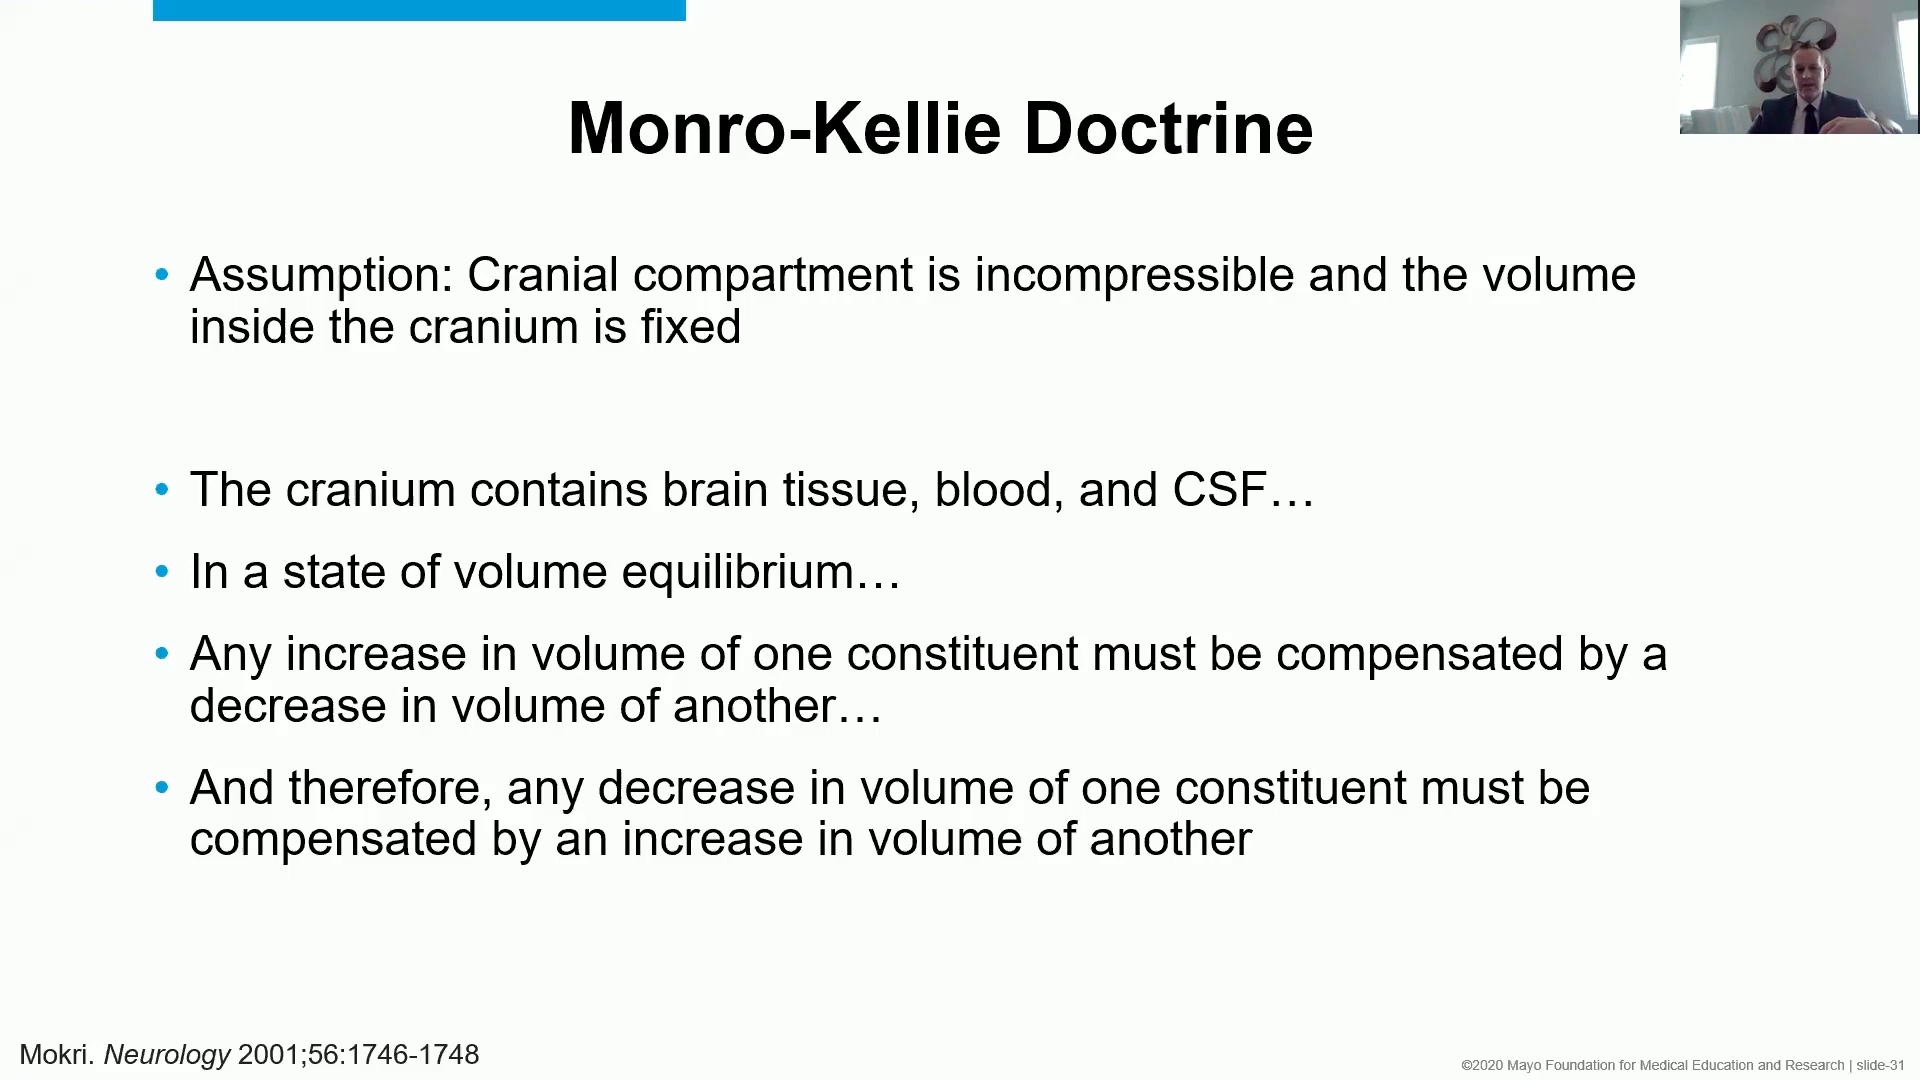 Monro-Kellie Doctrine
• Assumption: Cranial compartment is incompressible and the volume
inside the cranium is fixed
• The cranium contains brain tissue, blood, and CSF…
• In a state of volume equilibrium…
• Any increase in volume of one constituent must be compensated by a
decrease in volume of another…
• And therefore, any decrease in volume of one constituent must be
compensated by an increase in volume of another
Mokri. Neurology 2001;56:1746-1748
©2020 Mayo Foundation for Medical Education and Research | slide-31